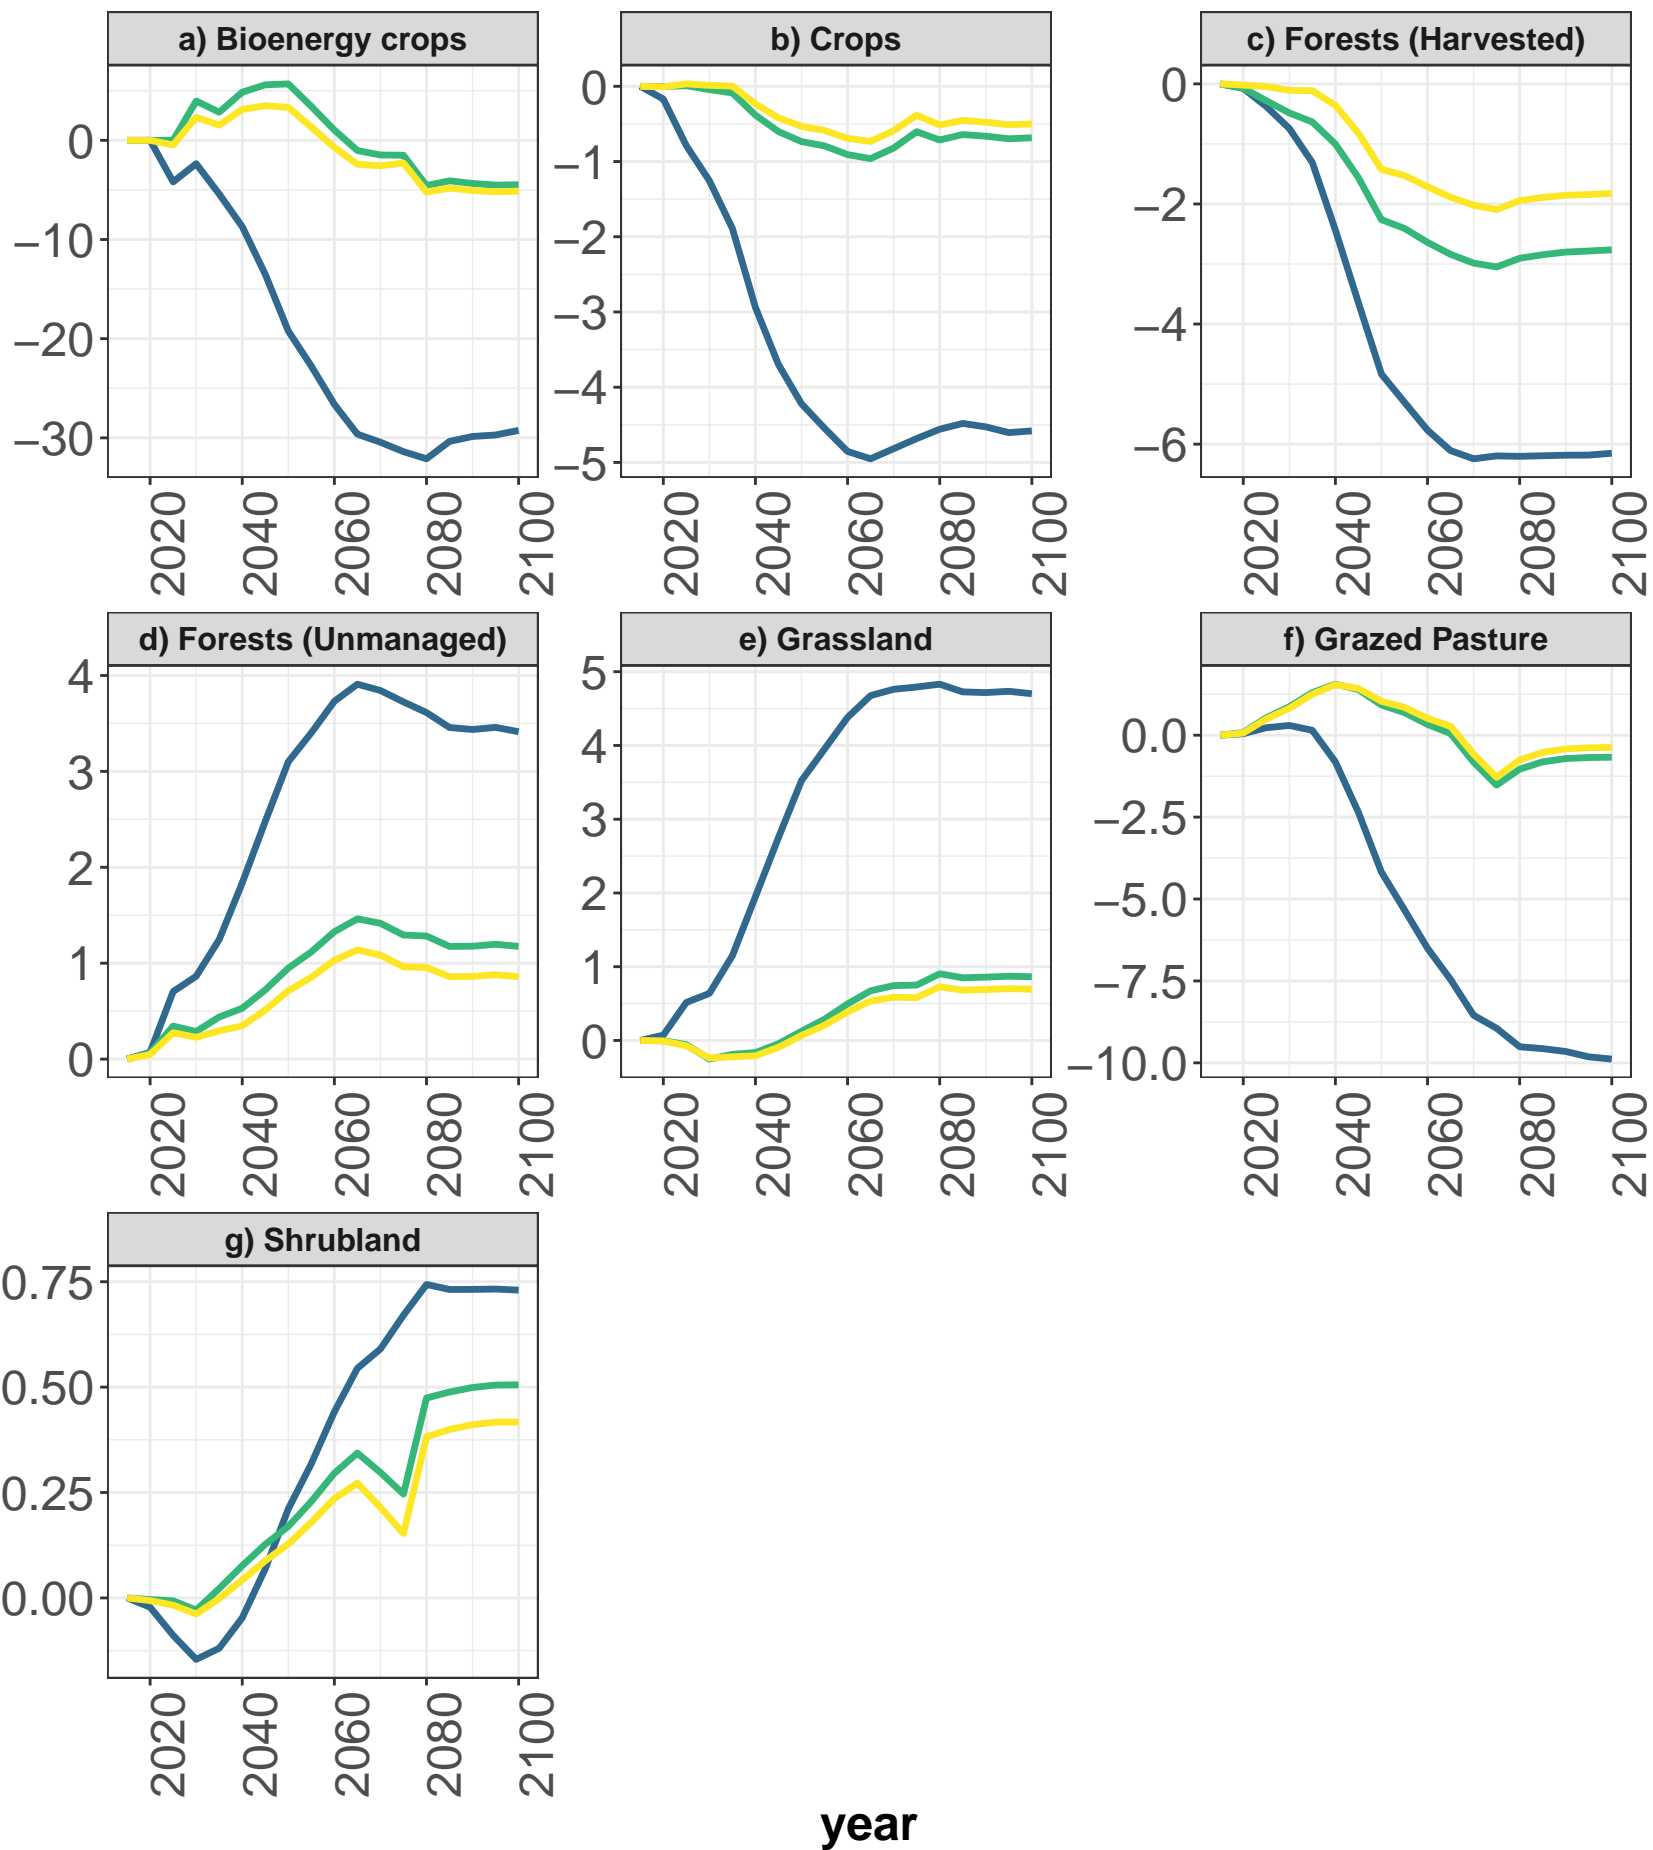 a) Bioenergy crops
0
−10
−20
−30
2020 2040 2060 2080 2100
b) Crops
0
−1
−2
−3
−4
−5
2020 2040 2060 2080 2100
c) Forests (Harvested)
0
−2
−4
−6
2020 2040 2060 2080 2100
d) Forests (Unmanaged)
4
3
2
1
0
2020 2040 2060 2080 2100
e) Grassland
5
4
3
2
1
0
2020 2040 2060 2080 2100
f) Grazed Pasture
0.0
−2.5
−5.0
−7.5
−10.0
2020 2040 2060 2080 2100
g) Shrubland
0.75
0.50
0.25
0.00
2020 2040 2060 2080 2100
year